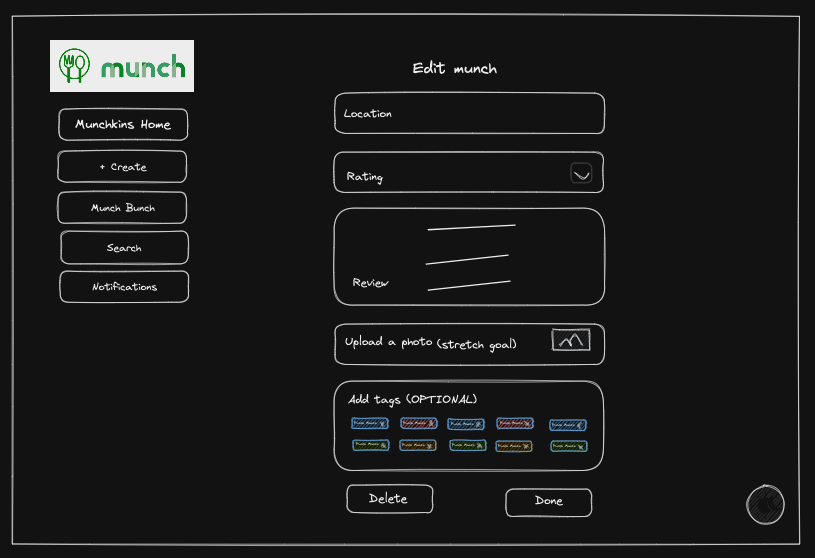 munch
Edit munch
Munchkins Home
+ Create
Munch Bunch
Search
Notifications
Location
Rating
Review
Upload a photo (stretch goal)
Add tags (OPTIONAL)
Delete
Done